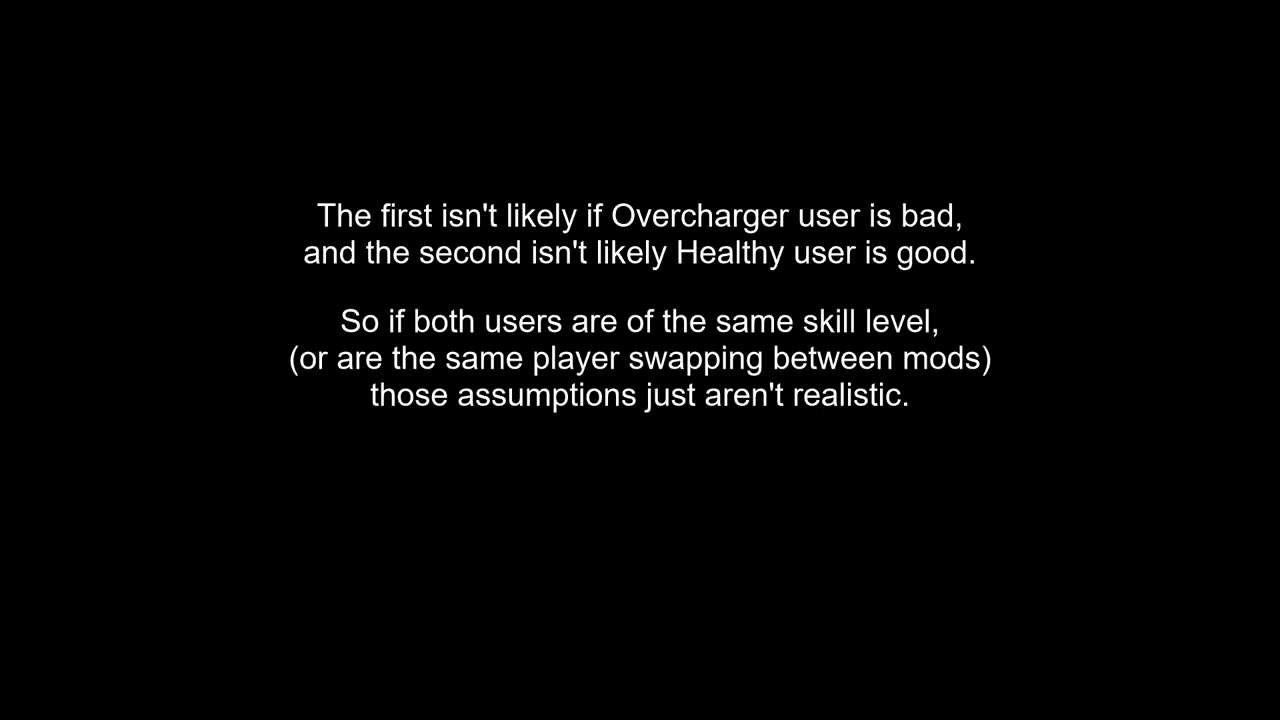 The first isn't likely if Overcharger user is bad,
and the second isn't likely Healthy user is good.
So if both users are of the same skill level,
(or are the same player swapping between mods)
those assumptions just aren't realistic.